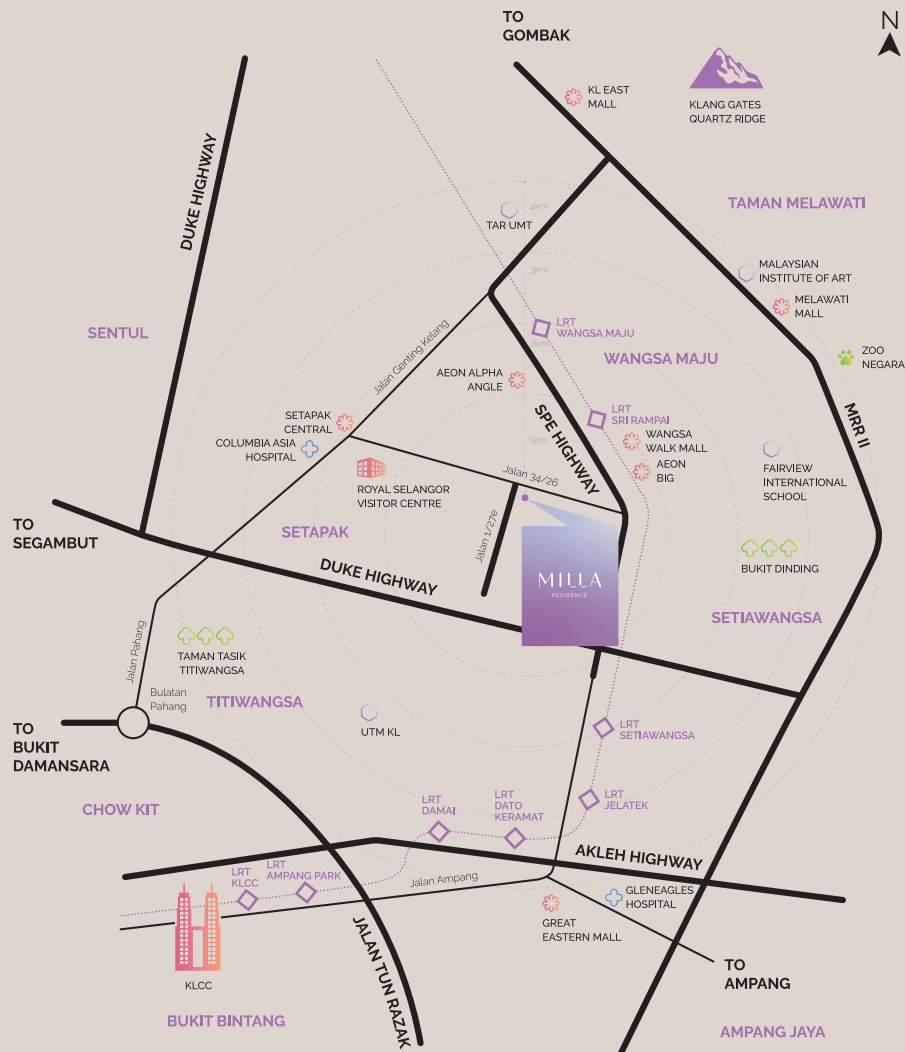 TO
GOMBAK
N
KL EAST
MALL
KLANG GATES
QUARTZ RIDGE
DUKE HIGHWAY
TAMAN MELAWATI
4km
TAR UMT
3km
MALAYSIAN
INSTITUTE OF ART
MELAWATI
MALL
SENTUL
LRT
WANGSA MAJU
2km
WANGSA MAJU
ZOO
NEGARA
Jalan Genting Kelang
AEON ALPHA
ANGLE
SPE HIGHWAY
MRR II
SETAPAK
CENTRAL
COLUMBIA ASIA
HOSPITAL
LRT
SRI RAMPAI
1km
WANGSA
WALK MALL
AEON
BIG
FAIRVIEW
INTERNATIONAL
SCHOOL
ROYAL SELANGOR
VISITOR CENTRE
Jalan 34/26
TO
SEGAMBUT
SETAPAK
Jalan 1/27e
MILLA
RESIDENCE
BUKIT DINDING
DUKE HIGHWAY
SETIAWANGSA
Jalan Pahang
TAMAN TASIK
TITIWANGSA
Bulatan
Pahang
TITIWANGSA
UTM KL
LRT
SETIAWANGSA
TO
BUKIT
DAMANSARA
CHOW KIT
LRT
DAMAI
LRT
DATO
KERAMAT
LRT
JELATEK
AKLEH HIGHWAY
LRT
KLCC
LRT
AMPANG PARK
Jalan Ampang
GLENEAGLES
HOSPITAL
GREAT
EASTERN MALL
JALAN TUN RAZAK
KLCC
TO
AMPANG
BUKIT BINTANG
AMPANG JAYA